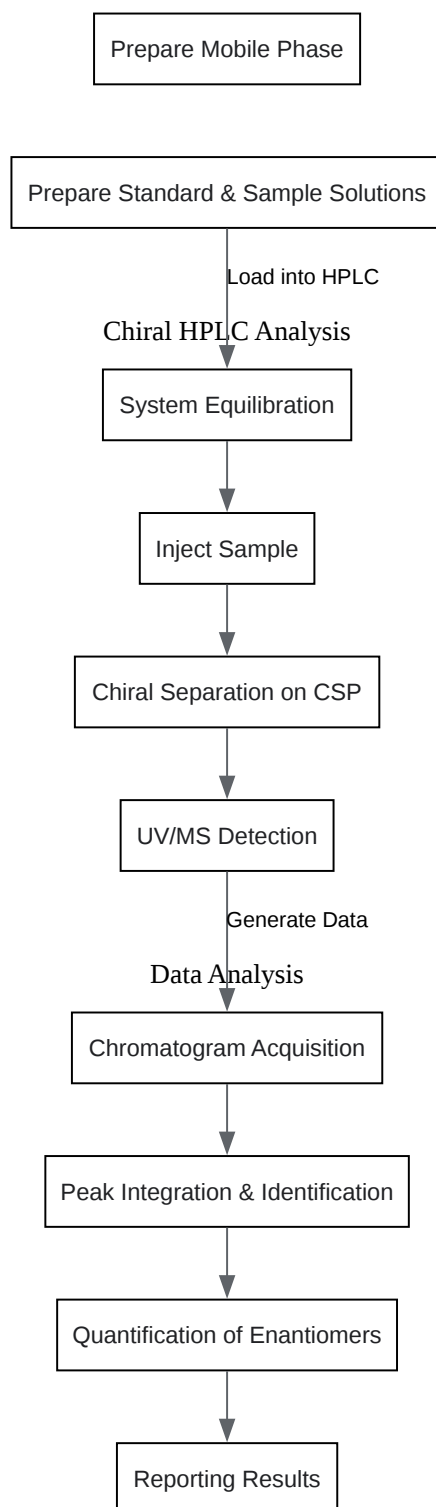 Prepare Mobile Phase
Prepare Standard & Sample Solutions
Load into HPLC
Chiral HPLC Analysis
System Equilibration
Inject Sample
Chiral Separation on CSP
UV/MS Detection
Generate Data
Data Analysis
Chromatogram Acquisition
Peak Integration & Identification
Quantification of Enantiomers
Reporting Results